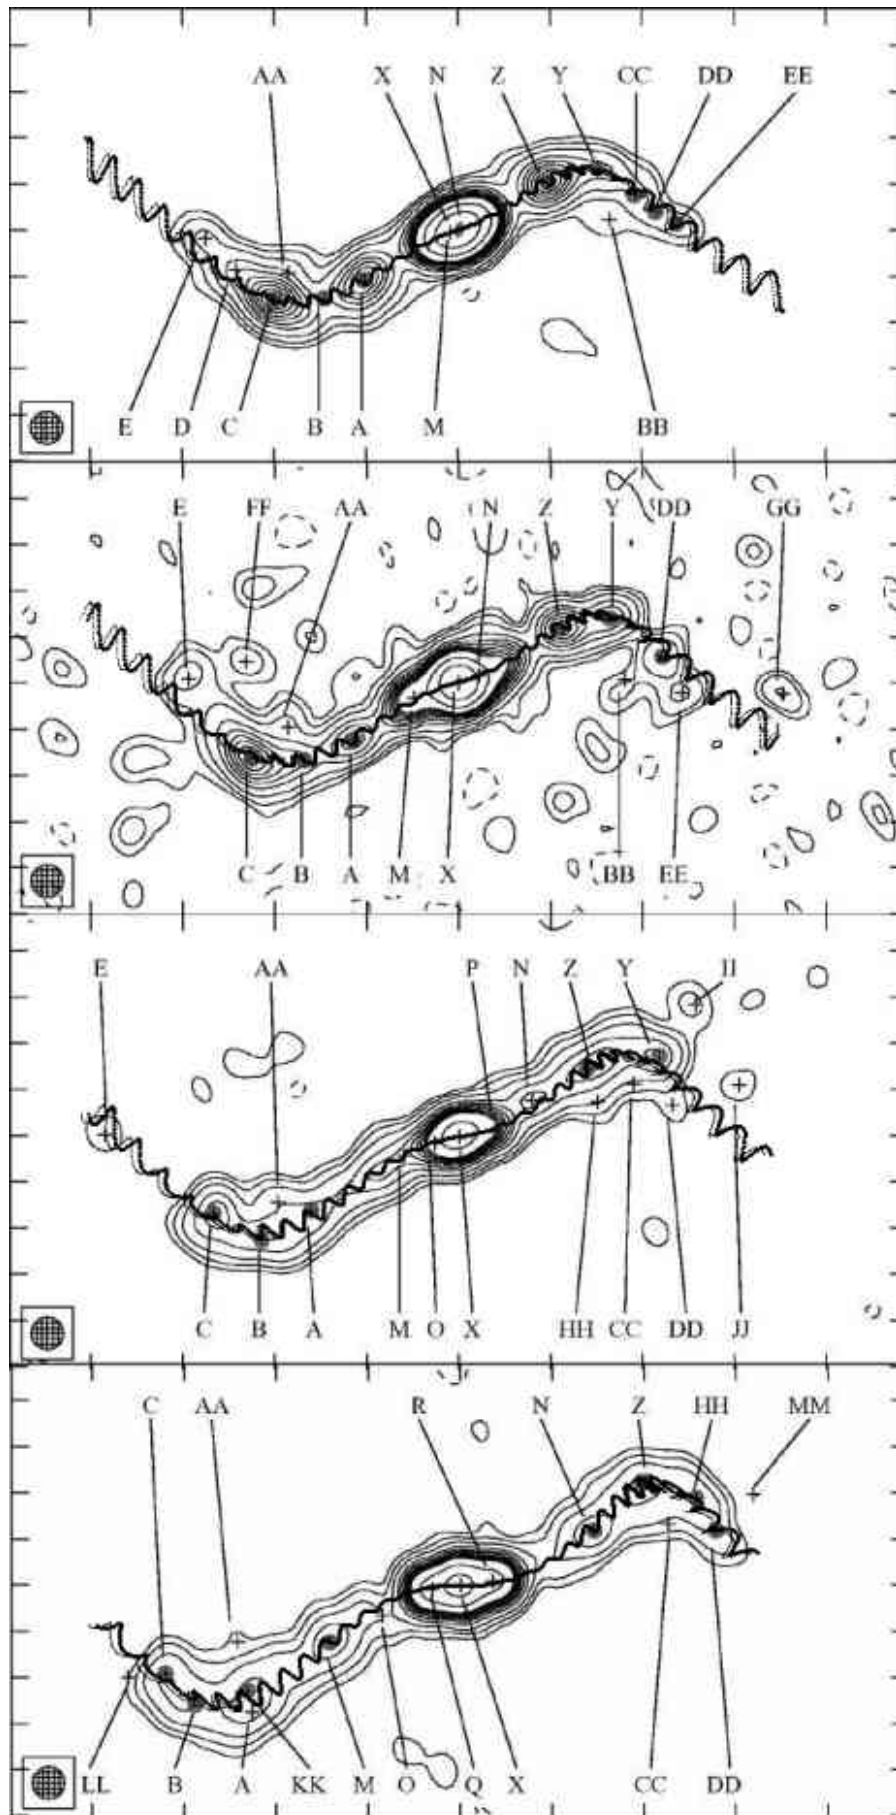 AA X N Z Y CC DD EE
E D C B A M BB
E FF AA N Z Y DD GG
C B A M X BB EE
E AA P N Z Y II
C B A M O X HH CC DD JJ
C AA R N Z HH MM
LL B A KK M O Q X CC DD